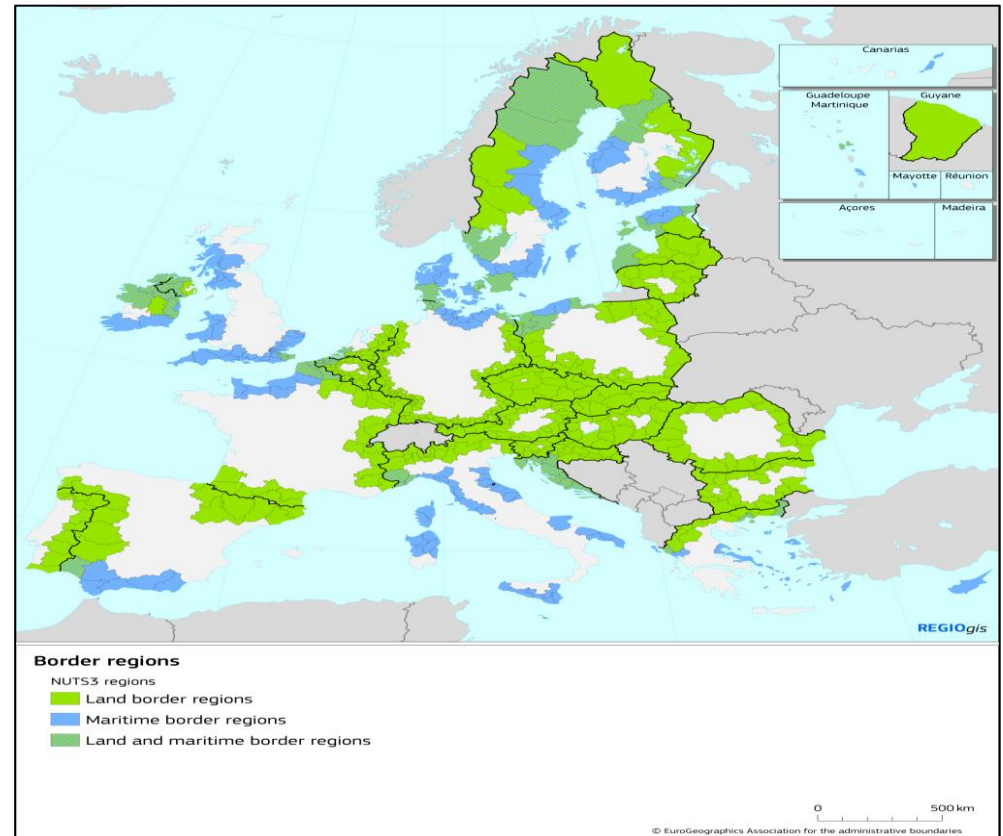 Canarias
Guadeloupe
Martinique
Guyane
Mayotte
Réunion
Açores
Madeira
REGIOgis
Border regions
NUTS3 regions
Land border regions
Maritime border regions
Land and maritime border regions
0 500 km
© EuroGeographics Association for the administrative boundaries